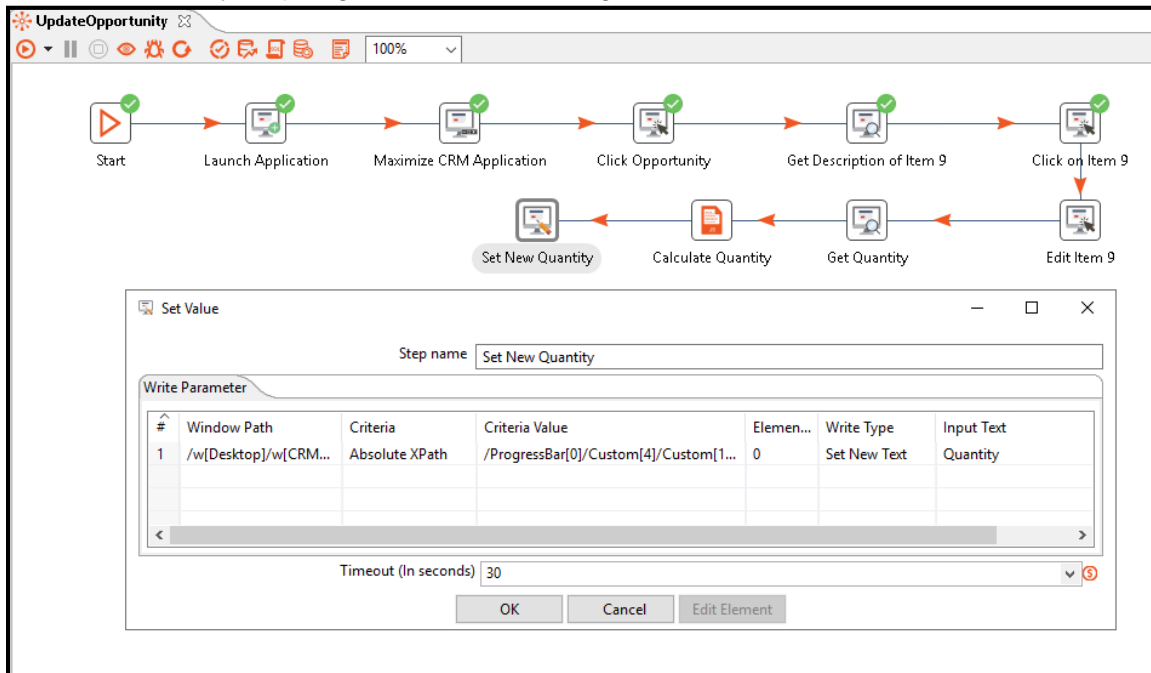 UpdateOpportunity
100%
Start
Launch Application
Maximize CRM Application
Click Opportunity
Get Description of Item 9
Click on Item 9
Set New Quantity
Calculate Quantity
Get Quantity
Edit Item 9
Set Value
Step name Set New Quantity
Write Parameter
# Window Path Criteria Criteria Value Elemen... Write Type Input Text
1 /w[Desktop]/w[CRM... Absolute XPath /ProgressBar[0]/Custom[4]/Custom[1... 0 Set New Text Quantity
Timeout (In seconds) 30
OK Cancel Edit Element